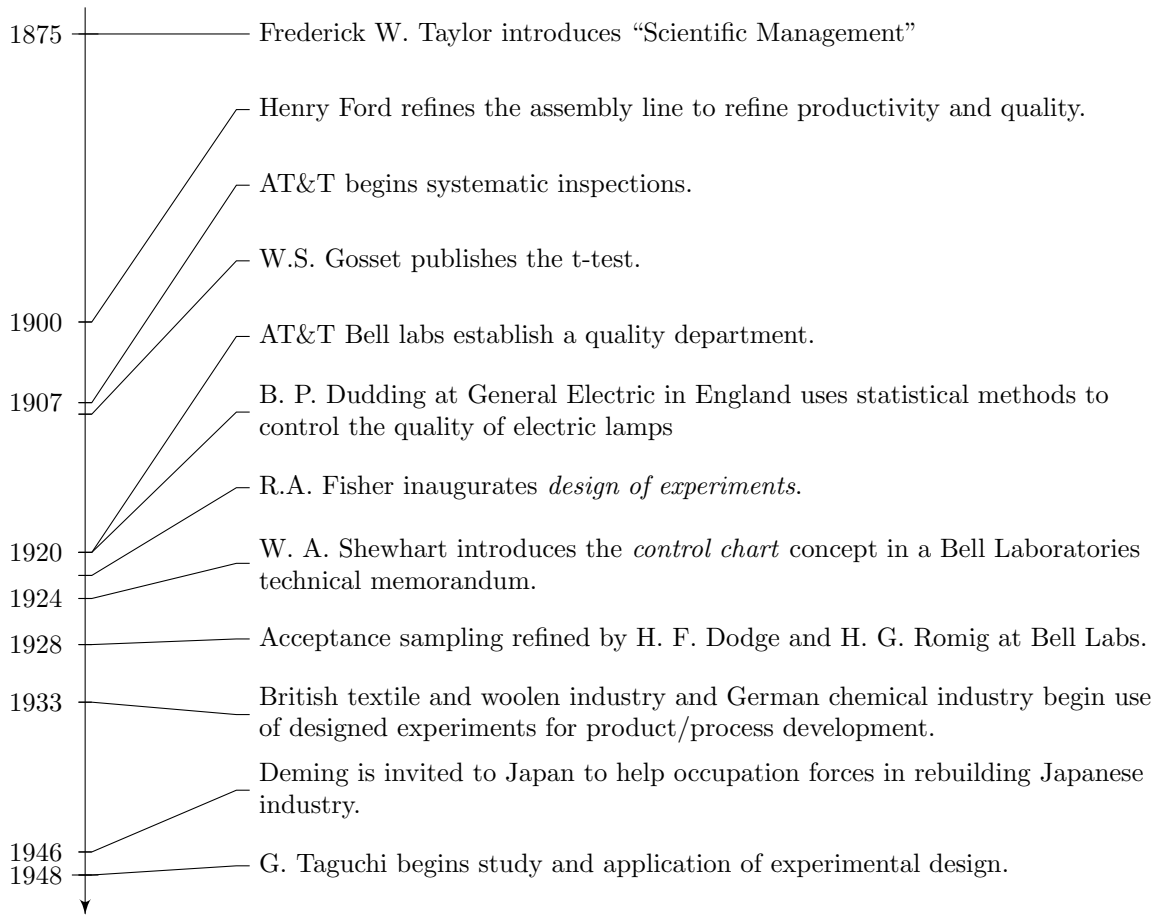 1875 Frederick W. Taylor introduces “Scientific Management”
Henry Ford refines the assembly line to refine productivity and quality.
AT&T begins systematic inspections.
W.S. Gosset publishes the t-test.
1900
AT&T Bell labs establish a quality department.
1907
B. P. Dudding at General Electric in England uses statistical methods to
control the quality of electric lamps
R.A. Fisher inaugurates design of experiments.
1920
W. A. Shewhart introduces the control chart concept in a Bell Laboratories
technical memorandum.
1924
1928 Acceptance sampling refined by H. F. Dodge and H. G. Romig at Bell Labs.
1933 British textile and woolen industry and German chemical industry begin use
of designed experiments for product/process development.
Deming is invited to Japan to help occupation forces in rebuilding Japanese
industry.
1946
1948 G. Taguchi begins study and application of experimental design.